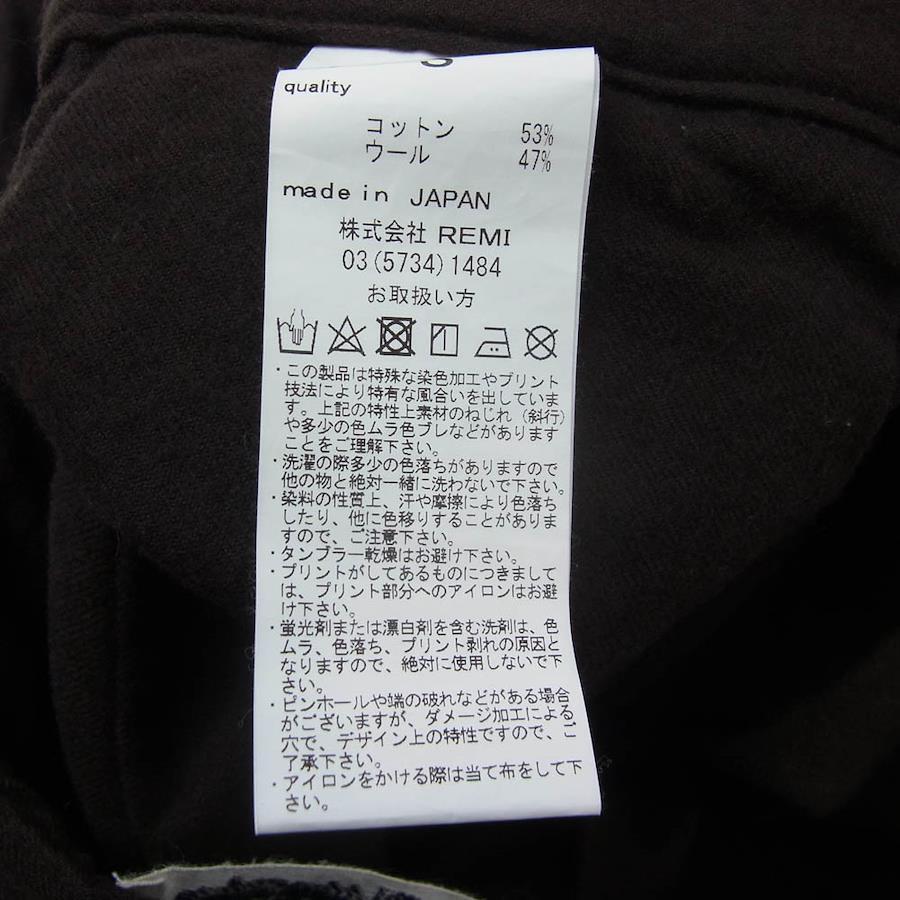 quality
コットン 53%
ウール 47%
made in JAPAN
株式会社 REMI
03(5734)1484
お取扱い方
・この製品は特殊な染色加工やプリント
技法により特有な風合いを出していま
す。上記の特性上素材のねじれ(斜行)
や多少の色ムラ色ブレなどがあります
ことをご理解下さい。
・洗濯の際多少の色落ちがありますので
他の物と絶対一緒に洗わないで下さい。
・染料の性質上、汗や摩擦により色落ち
したり、他に色移りすることがありま
すので、ご注意下さい。
・タンブラー乾燥はお避け下さい。
・プリントがしてあるものにつきまして
は、プリント部分へのアイロンはお避
け下さい。
・蛍光剤または漂白剤を含む洗剤は、色
ムラ、色落ち、プリント剥れの原因と
なりますので、絶対に使用しないで下
さい。
・ピンホールや端の破れなどがある場合
がございますが、ダメージ加工による
穴で、デザイン上の特性ですので、ご
了承下さい。
・アイロンをかける際は当て布をして下
さい。